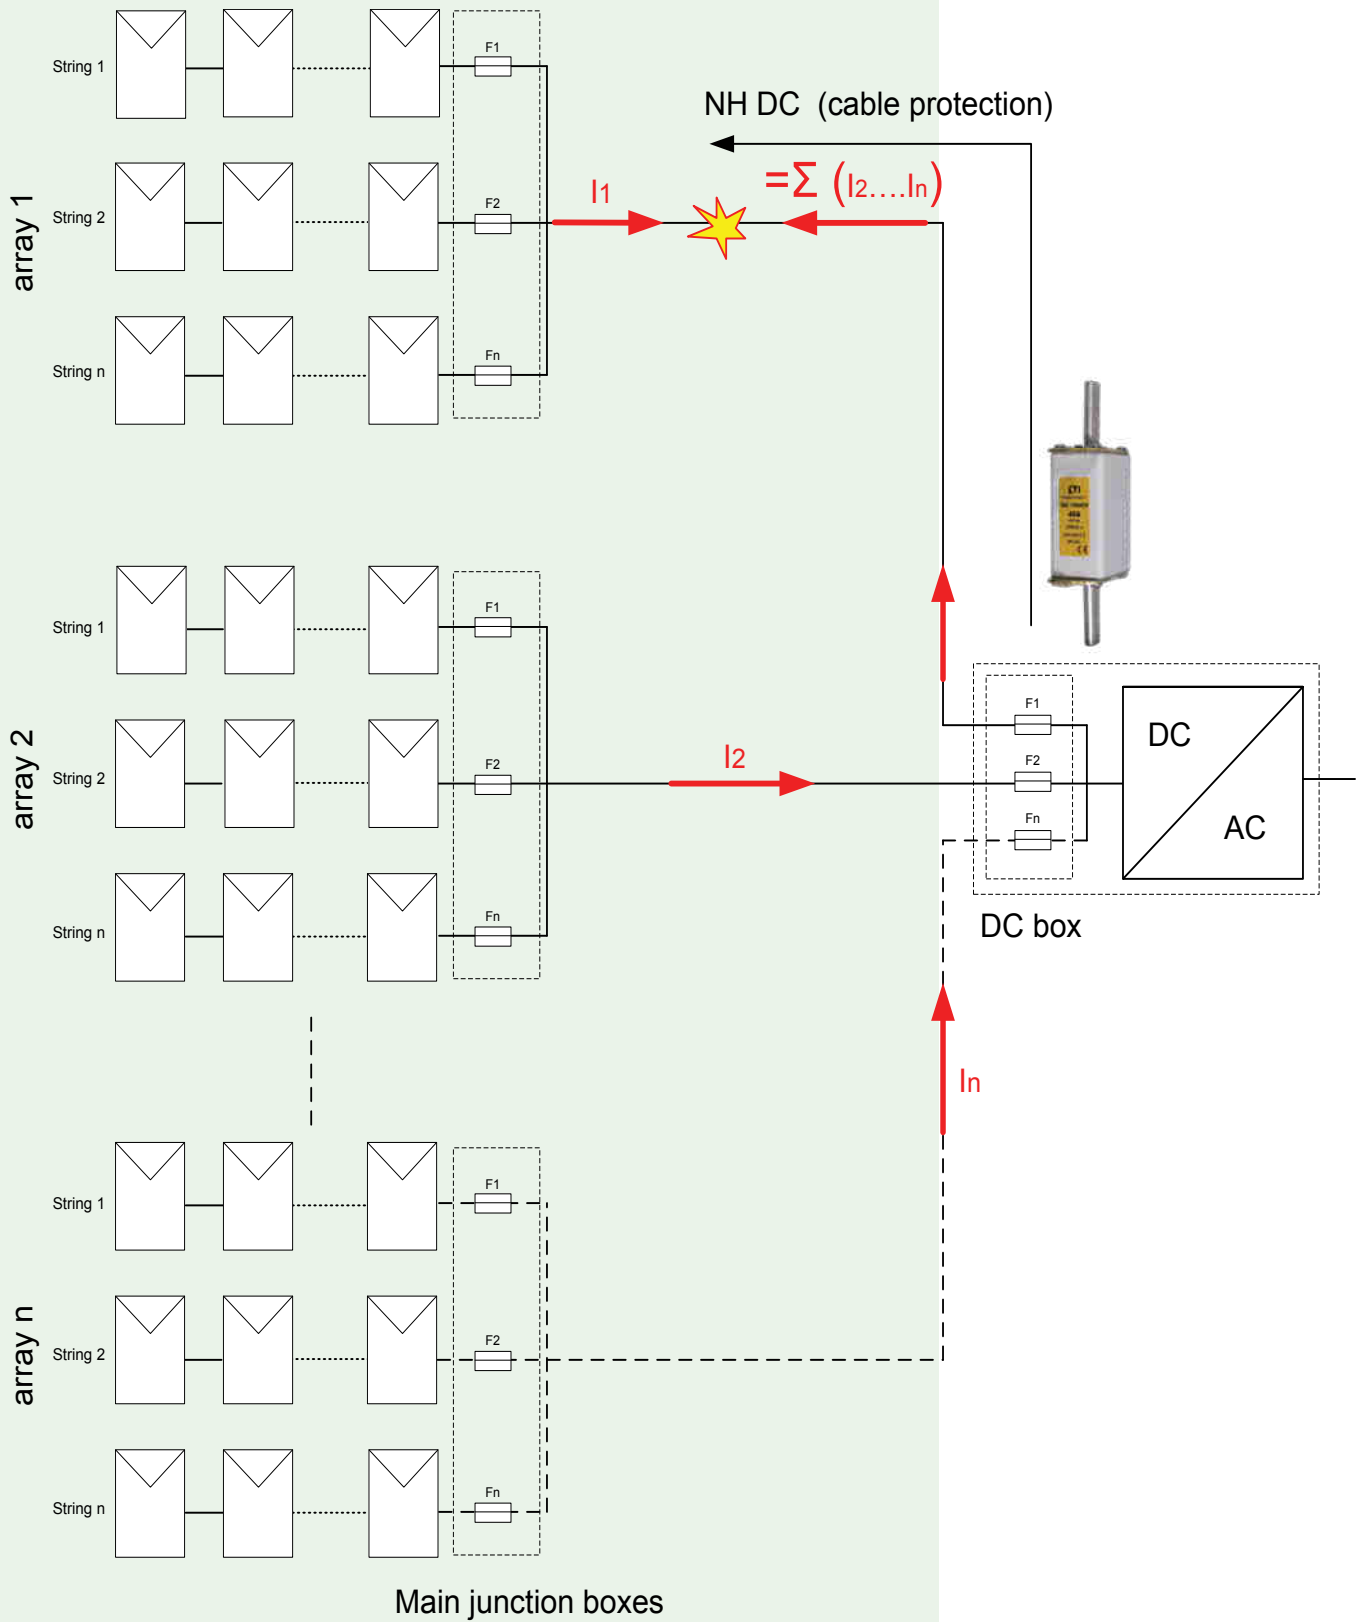 String 1
F1
NH DC (cable protection)
array 1
String 2
F2
I1
=Σ (I2....In)
String n
Fn
ETI
String 1
F1
array 2
String 2
F2
I2
F1
F2
Fn
DC
AC
String n
Fn
DC box
In
String 1
F1
array n
String 2
F2
String n
Fn
Main junction boxes